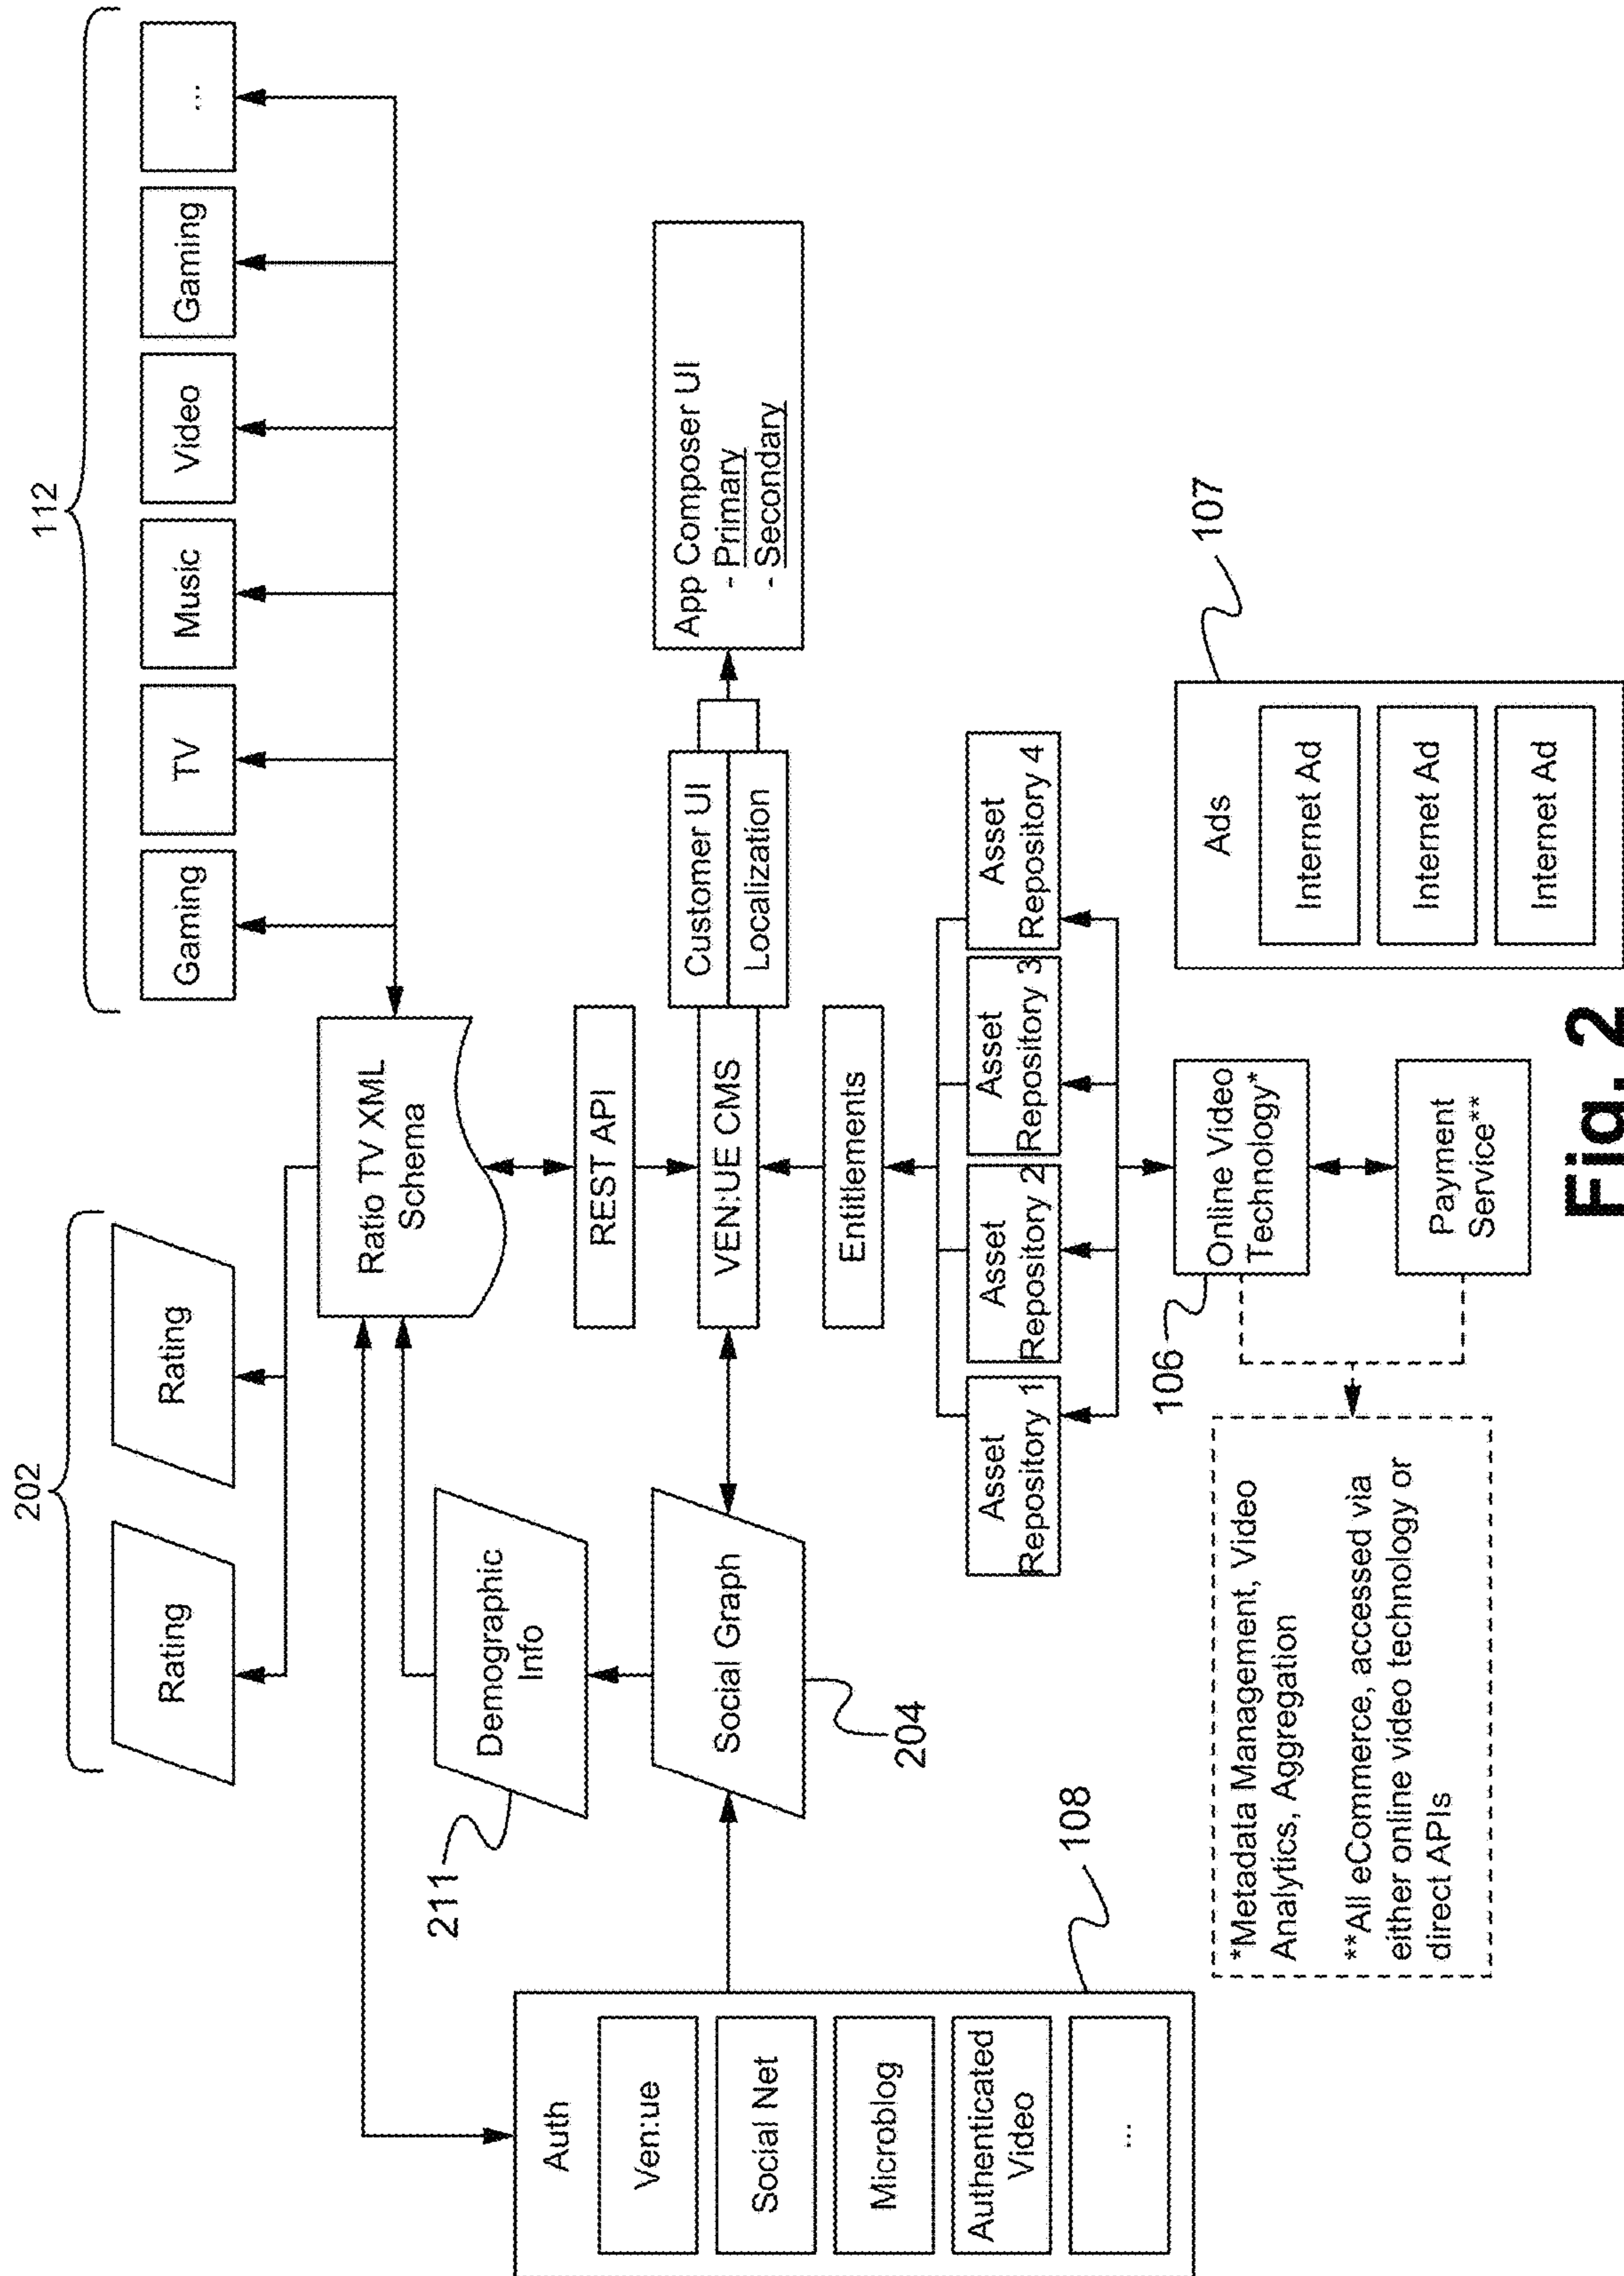 202
112
Rating
Rating
Gaming
TV
Music
Video
Gaming
...
Ratio TV XML
Schema
211
Demographic
Info
REST API
Auth
Ven:ue
Social Net
Microblog
Authenticated
Video
...
108
Social Graph
204
VEN:UE CMS
Customer UI
Localization
App Composer UI
- Primary
- Secondary
Entitlements
Asset
Repository 1
Asset
Repository 2
Asset
Repository 3
Asset
Repository 4
106
Online Video
Technology*
Payment
Service**
*Metadata Management, Video
Analytics, Aggregation
**All eCommerce, accessed via
either online video technology or
direct APIs
107
Ads
Internet Ad
Internet Ad
Internet Ad
Fig. 2